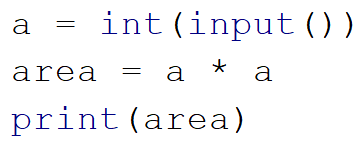 a = int(input())
area = a * a
print(area)